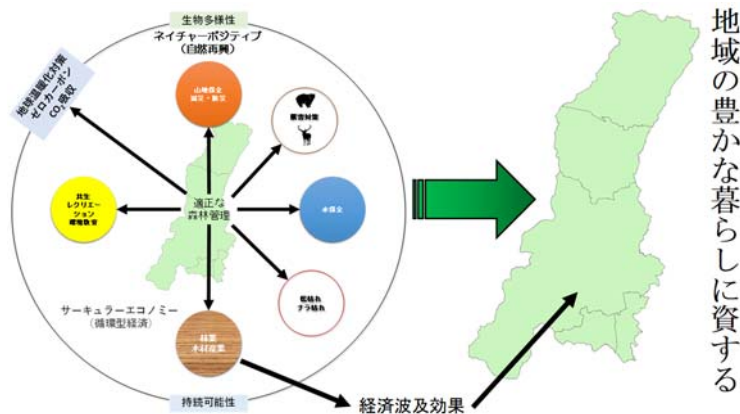 生物多様性
ネイチャーポジティブ
（自然再興）
地球温暖化対策
ゼロカーボン
CO₂吸収
山地保全
減災・防災
獣害対策
共生
レクリエー
ション
環境教育
適正な
森林管理
水保全
サーキュラーエコノミー
（循環型経済）
松枯れ
ナラ枯れ
林業
木材産業
持続可能性
経済波及効果
地域の豊かな暮らしに資する